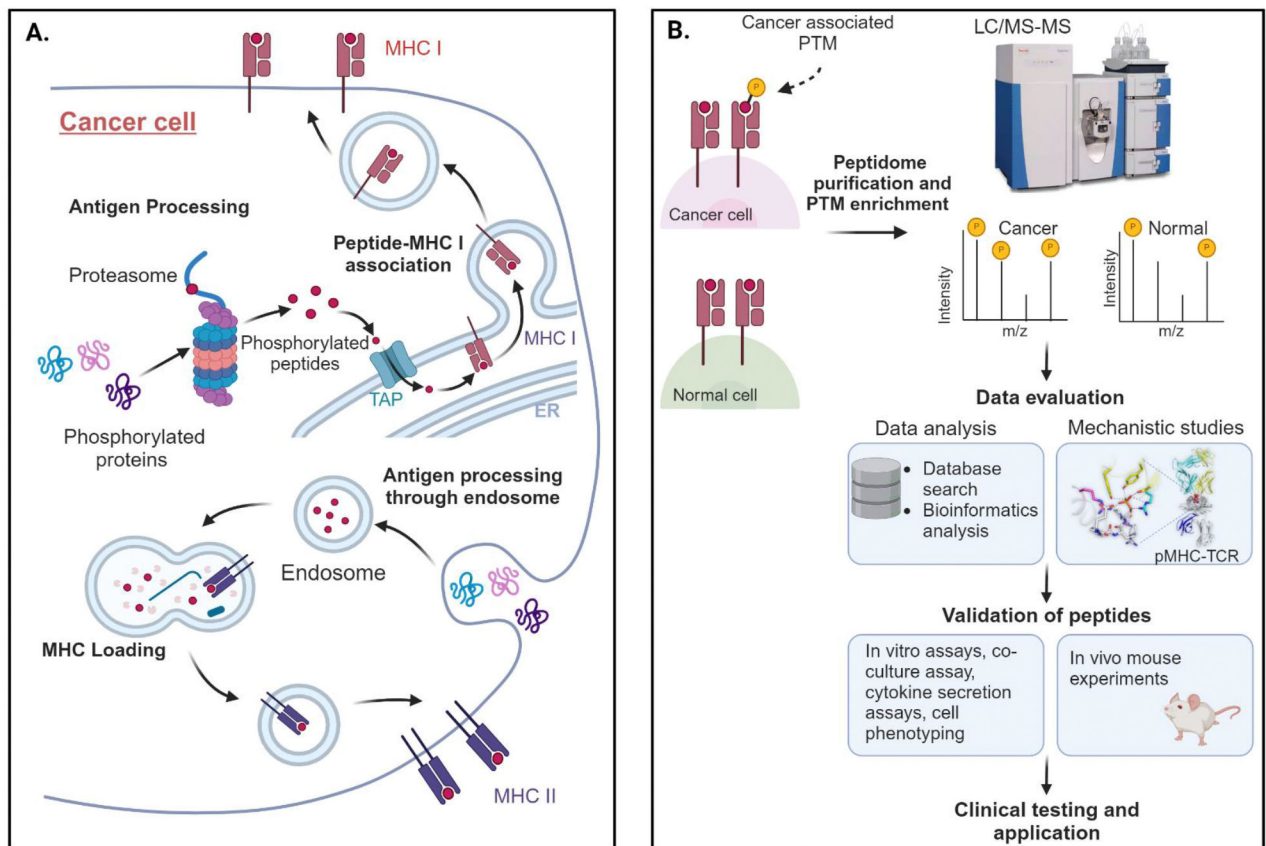 A.
MHC I
Cancer cell
Antigen Processing
Proteasome
Peptide-MHC I
association
Phosphorylated
peptides
MHC I
TAP
ER
Phosphorylated
proteins
Antigen processing
through endosome
Endosome
MHC Loading
MHC II
B.
Cancer associated
PTM
LC/MS-MS
P
Cancer cell
Peptidome
purification and
PTM enrichment
Normal cell
P
P
P
Cancer
Intensity
m/z
P
P
Normal
Intensity
m/z
Data evaluation
Data analysis
• Database
search
• Bioinformatics
analysis
Mechanistic studies
pMHC-TCR
Validation of peptides
In vitro assays, co-
culture assay,
cytokine secretion
assays, cell
phenotyping
In vivo mouse
experiments
Clinical testing and
application